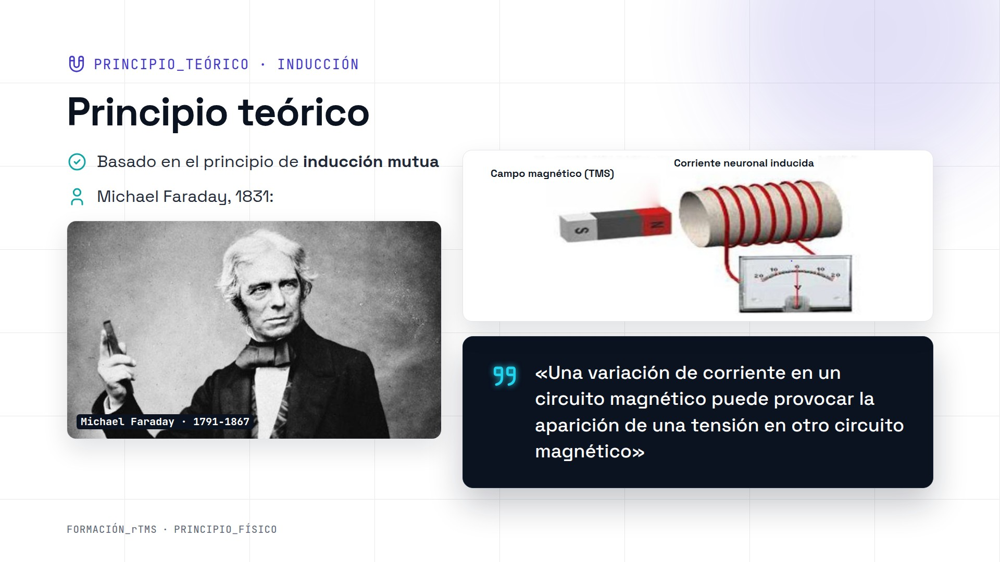 PRINCIPIO_TEÓRICO · INDUCCIÓN
Principio teórico
Basado en el principio de inducción mutua
Michael Faraday, 1831:
Michael Faraday · 1791-1867
Campo magnético (TMS)
Corriente neuronal inducida
S
N
20 10 0 10 20
V
«Una variación de corriente en un
circuito magnético puede provocar la
aparición de una tensión en otro circuito
magnético»
FORMACIÓN_rTMS · PRINCIPIO_FÍSICO